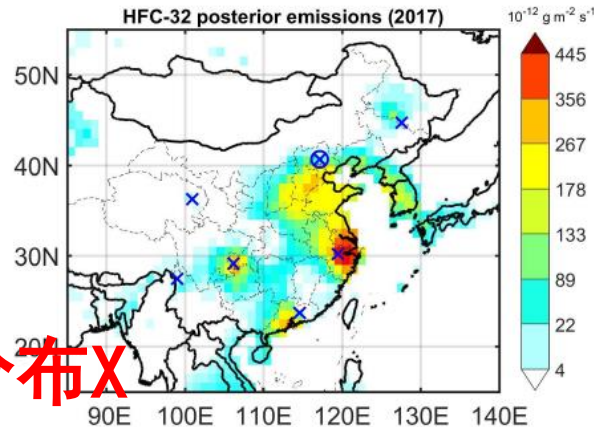 HFC-32 posterior emissions (2017)
10⁻¹² g m⁻² s⁻¹
50N
40N
30N
20N
90E 100E 110E 120E 130E 140E
445
356
267
178
133
89
22
4
布X